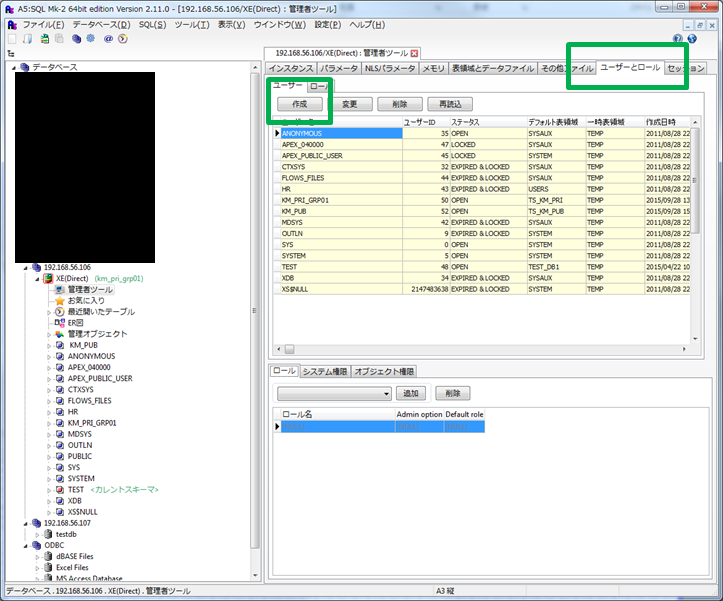 A5:SQL Mk-2 64bit edition Version 2.11.0 - [192.168.56.106/XE(Direct) : 管理者ツール]
ファイル(F) データベース(D) SQL(S) ツール(T) 表示(V) ウインドウ(W) 設定(P) ヘルプ(H)
192.168.56.106/XE(Direct) : 管理者ツール
データベース
インスタンス パラメータ NLSパラメータ メモリ 表領域とデータファイル その他ファイル ユーザーとロール セッション
ユーザー ロール
作成 変更 削除 再読込
ユーザーID ステータス デフォルト表領域 一時表領域 作成日時
ANONYMOUS 35 OPEN SYSAUX TEMP 2011/08/28 22
APEX_040000 47 LOCKED SYSAUX TEMP 2011/08/28 22
APEX_PUBLIC_USER 45 LOCKED SYSTEM TEMP 2011/08/28 22
CTXSYS 32 EXPIRED & LOCKED SYSAUX TEMP 2011/08/28 22
FLOWS_FILES 44 EXPIRED & LOCKED SYSAUX TEMP 2011/08/28 22
HR 43 EXPIRED & LOCKED USERS TEMP 2011/08/28 22
KM_PRI_GRP01 50 OPEN TS_KM_PRI TEMP 2015/09/28 13
KM_PUB 52 OPEN TS_KM_PUB TEMP 2015/09/28 15
MDSYS 42 EXPIRED & LOCKED SYSAUX TEMP 2011/08/28 22
OUTLN 9 EXPIRED & LOCKED SYSTEM TEMP 2011/08/28 22
SYS 0 OPEN SYSTEM TEMP 2011/08/28 22
SYSTEM 5 OPEN SYSTEM TEMP 2011/08/28 22
TEST 48 OPEN TEST_DB1 TEMP 2015/04/22 10
XDB 34 EXPIRED & LOCKED SYSAUX TEMP 2011/08/28 22
XS$NULL 2147483638 EXPIRED & LOCKED SYSTEM TEMP 2011/08/28 22
192.168.56.106
XE(Direct) (km_pri_grp01)
管理者ツール
お気に入り
最近開いたテーブル
ER図
管理オブジェクト
KM_PUB
ANONYMOUS
APEX_040000
APEX_PUBLIC_USER
CTXSYS
FLOWS_FILES
HR
KM_PRI_GRP01
MDSYS
OUTLN
PUBLIC
SYS
SYSTEM
TEST <カレントスキーマ>
XDB
XS$NULL
192.168.56.107
testdb
ODBC
dBASE Files
Excel Files
MS Access Database
ロール システム権限 オブジェクト権限
追加 削除
ロール名 Admin option Default role
データベース . 192.168.56.106 . XE(Direct) . 管理者ツール
A3 縦